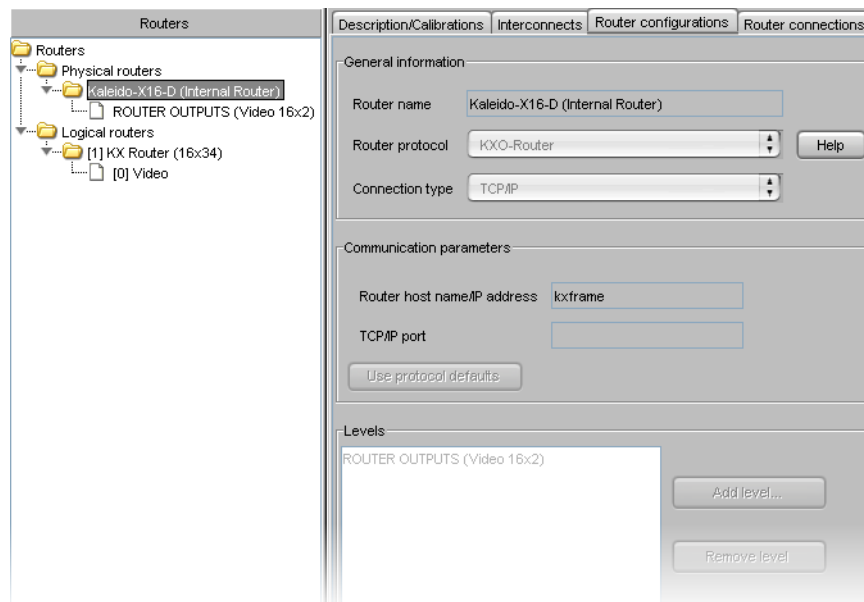 Routers
Routers
Physical routers
Kaleido-X16-D (Internal Router)
ROUTER OUTPUTS (Video 16x2)
Logical routers
[1] KX Router (16x34)
[0] Video
Description/Calibrations
Interconnects
Router configurations
Router connections
General information
Router name
Kaleido-X16-D (Internal Router)
Router protocol
KXO-Router
Help
Connection type
TCP/IP
Communication parameters
Router host name/IP address
kxframe
TCP/IP port
Use protocol defaults
Levels
ROUTER OUTPUTS (Video 16x2)
Add level...
Remove level